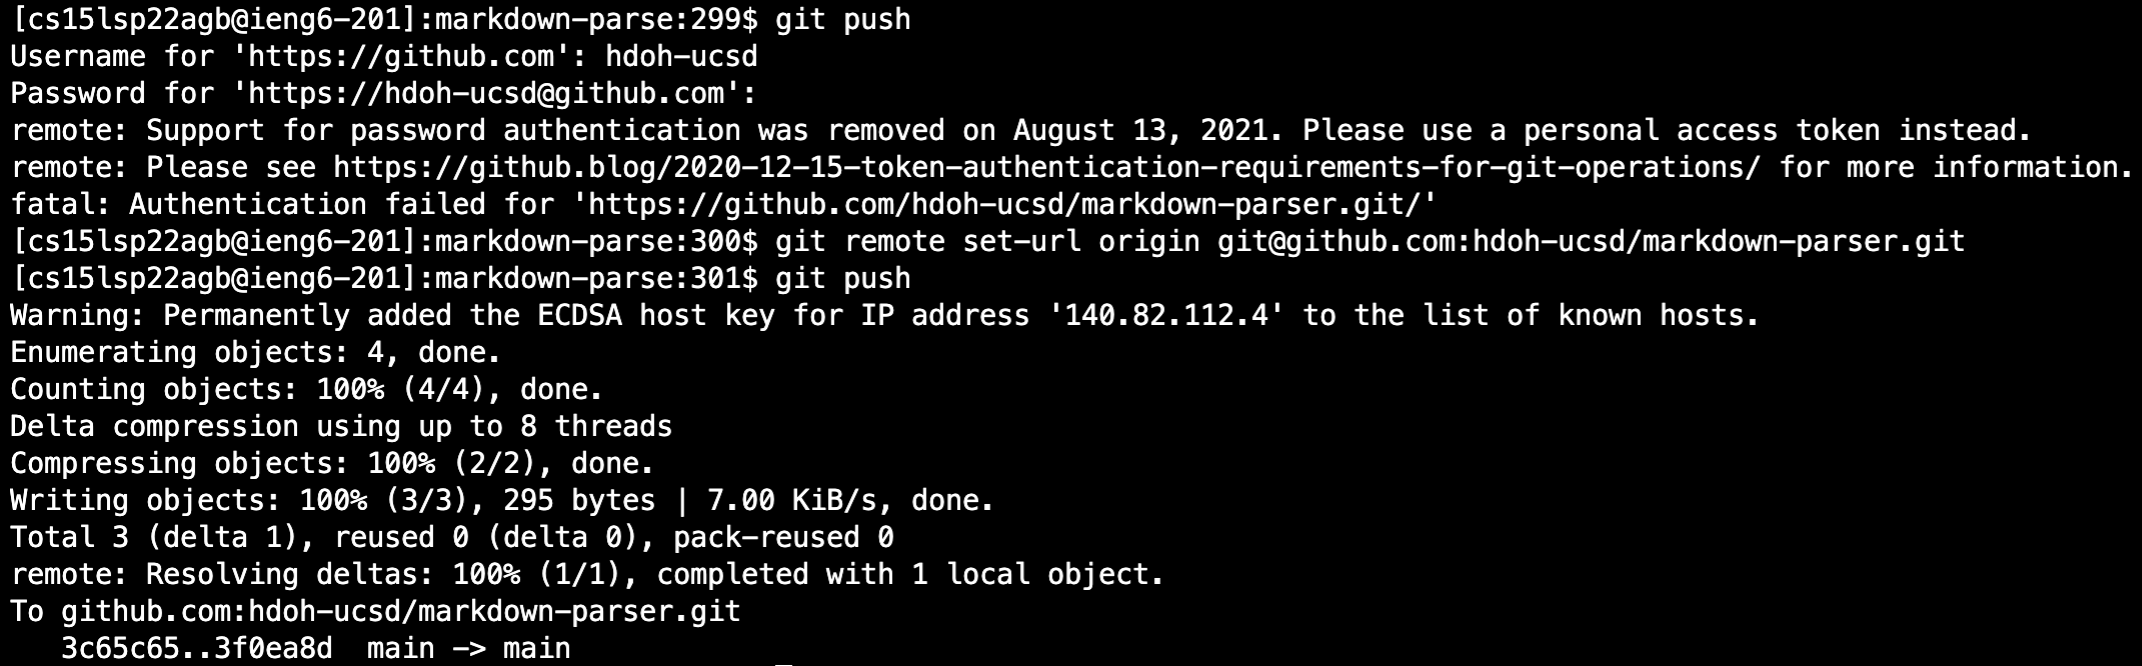 [cs15lsp22agb@ieng6-201]:markdown-parse:299$ git push
Username for 'https://github.com': hdoh-ucsd
Password for 'https://hdoh-ucsd@github.com':
remote: Support for password authentication was removed on August 13, 2021. Please use a personal access token instead.
remote: Please see https://github.blog/2020-12-15-token-authentication-requirements-for-git-operations/ for more information.
fatal: Authentication failed for 'https://github.com/hdoh-ucsd/markdown-parser.git/'
[cs15lsp22agb@ieng6-201]:markdown-parse:300$ git remote set-url origin git@github.com:hdoh-ucsd/markdown-parser.git
[cs15lsp22agb@ieng6-201]:markdown-parse:301$ git push
Warning: Permanently added the ECDSA host key for IP address '140.82.112.4' to the list of known hosts.
Enumerating objects: 4, done.
Counting objects: 100% (4/4), done.
Delta compression using up to 8 threads
Compressing objects: 100% (2/2), done.
Writing objects: 100% (3/3), 295 bytes | 7.00 KiB/s, done.
Total 3 (delta 1), reused 0 (delta 0), pack-reused 0
remote: Resolving deltas: 100% (1/1), completed with 1 local object.
To github.com:hdoh-ucsd/markdown-parser.git
   3c65c65..3f0ea8d  main -> main